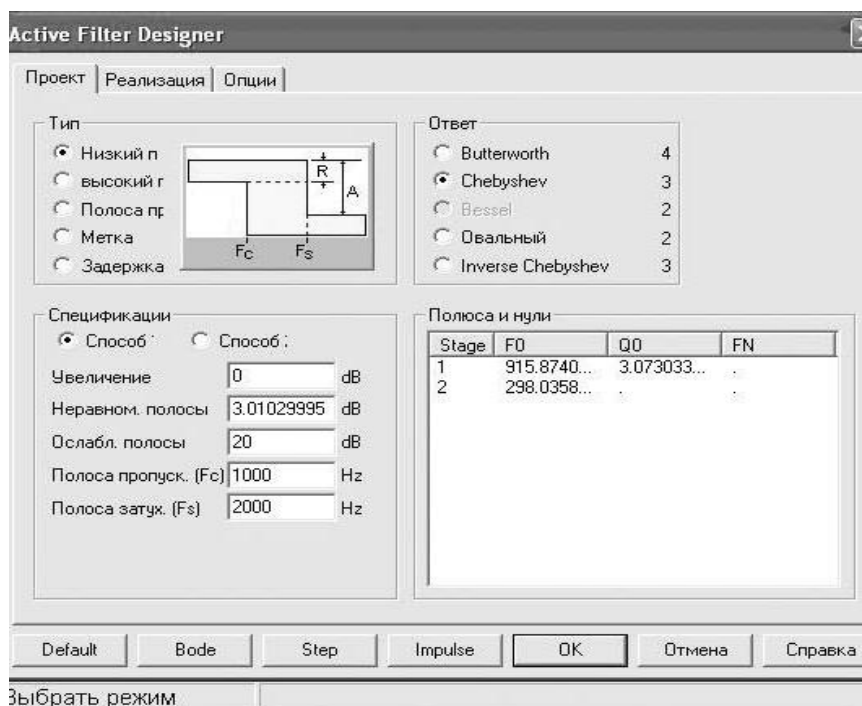 Active Filter Designer
Проект Реализация Опции
Тип
Низкий п
высокий г
Полоса пр
Метка
Задержка
R
A
Fc Fs
Ответ
Butterworth 4
Chebyshev 3
Bessel 2
Овальный 2
Inverse Chebyshev 3
Спецификации
Способ Способ
Увеличение 0 dB
Неравном. полосы 3.01029995 dB
Ослабл. полосы 20 dB
Полоса пропуск. (Fc) 1000 Hz
Полоса затух. (Fs) 2000 Hz
Полюса и нули
Stage F0 Q0 FN
1 915.8740... 3.073033... .
2 298.0358... . .
Default Bode Step Impulse OK Отмена Справка
Выбрать режим